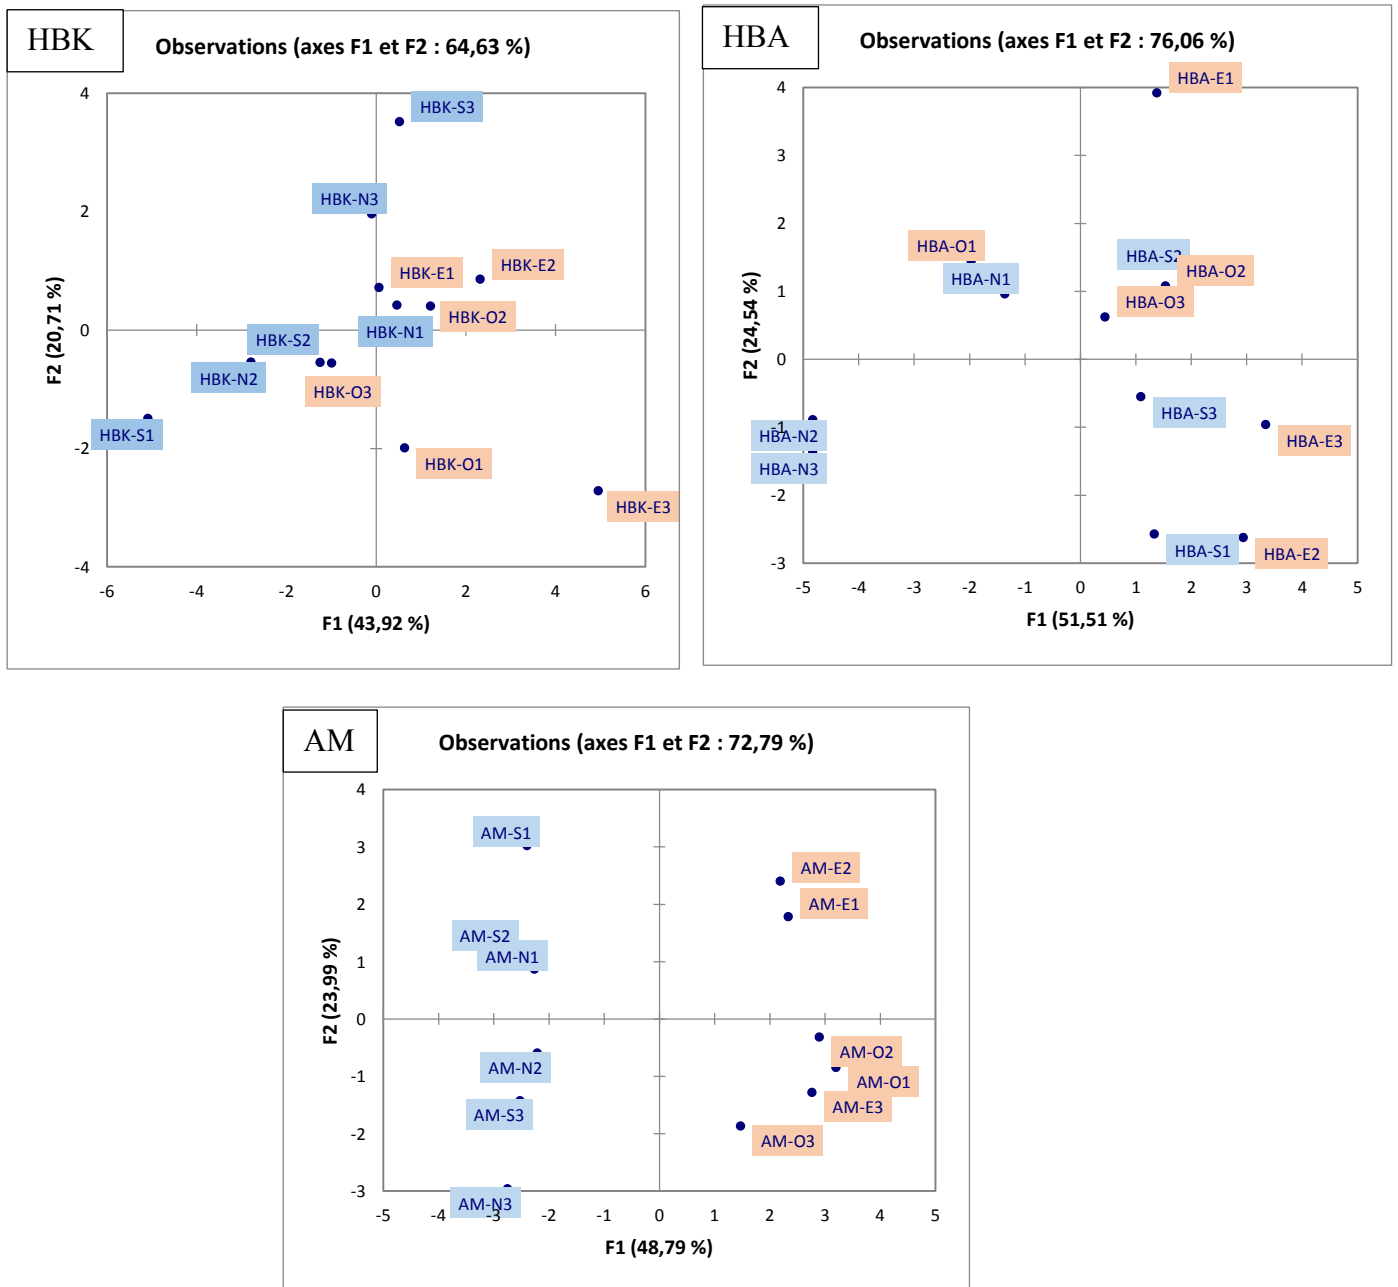 HBK
Observations (axes F1 et F2 : 64,63 %)
4
HBK-S3
2
HBK-N3
HBK-E1
HBK-E2
HBK-O2
HBK-N1
0
HBK-S2
HBK-N2
HBK-O3
HBK-S1
-2
HBK-O1
HBK-E3
-4
-6
-4
-2
0
2
4
6
F2 (20,71 %)
F1 (43,92 %)
HBA
Observations (axes F1 et F2 : 76,06 %)
HBA-E1
4
3
2
HBA-O1
HBA-N1
HBA-S2
HBA-O2
HBA-O3
1
0
HBA-S3
-1
HBA-N2
HBA-E3
HBA-N3
-2
HBA-S1
HBA-E2
-3
-5
-4
-3
-2
-1
0
1
2
3
4
5
F2 (24,54 %)
F1 (51,51 %)
AM
Observations (axes F1 et F2 : 72,79 %)
4
3
AM-S1
AM-E2
2
AM-E1
AM-S2
AM-N1
1
0
AM-N2
AM-O2
-1
AM-O1
AM-S3
AM-E3
-2
AM-O3
-3
AM-N3
-5
-4
-3
-2
-1
0
1
2
3
4
5
F2 (23,99 %)
F1 (48,79 %)